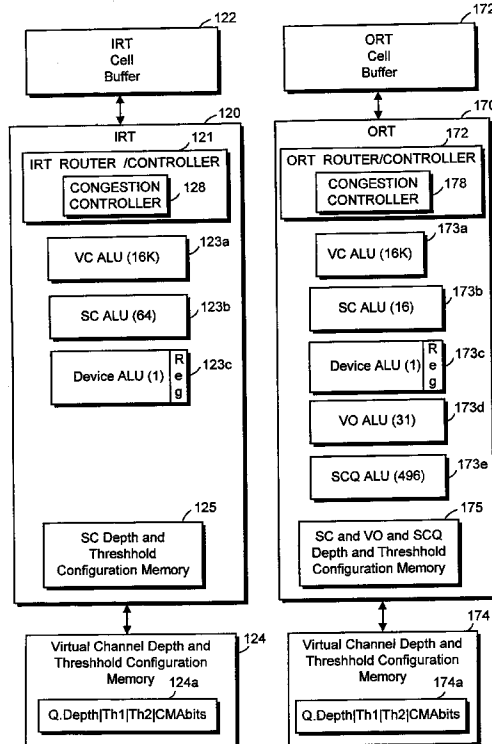 122
IRT
Cell
Buffer
120
IRT
121
IRT ROUTER /CONTROLLER
CONGESTION
CONTROLLER
128
VC ALU (16K)
123a
SC ALU (64)
123b
Device ALU (1)
Reg
123c
125
SC Depth and
Threshhold
Configuration Memory
Virtual Channel Depth and
Threshhold Configuration
Memory
124
124a
Q.Depth|Th1|Th2|CMAbits
172
ORT
Cell
Buffer
170
ORT
172
ORT ROUTER/CONTROLLER
CONGESTION
CONTROLLER
178
173a
VC ALU (16K)
173b
SC ALU (16)
Device ALU (1)
Reg
173c
173d
VO ALU (31)
173e
SCQ ALU (496)
175
SC and VO and SCQ
Depth and Threshhold
Configuration Memory
174
Virtual Channel Depth and
Threshhold Configuration
Memory
174a
Q.Depth|Th1|Th2|CMAbits